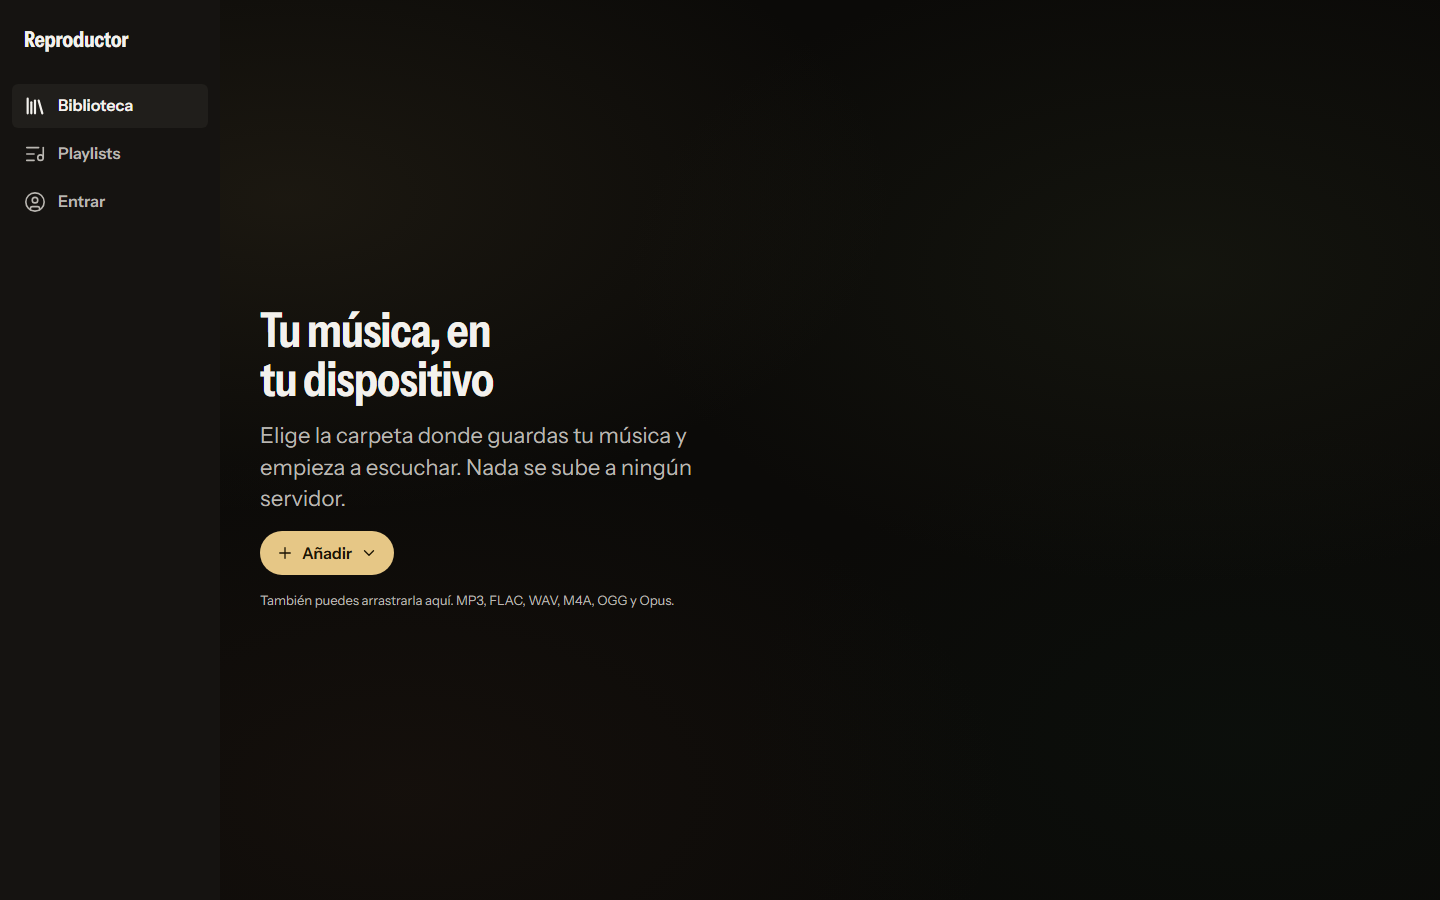 Reproductor
Biblioteca
Playlists
Entrar
Tu música, en
tu dispositivo
Elige la carpeta donde guardas tu música y
empieza a escuchar. Nada se sube a ningún
servidor.
Añadir
También puedes arrastrarla aquí. MP3, FLAC, WAV, M4A, OGG y Opus.